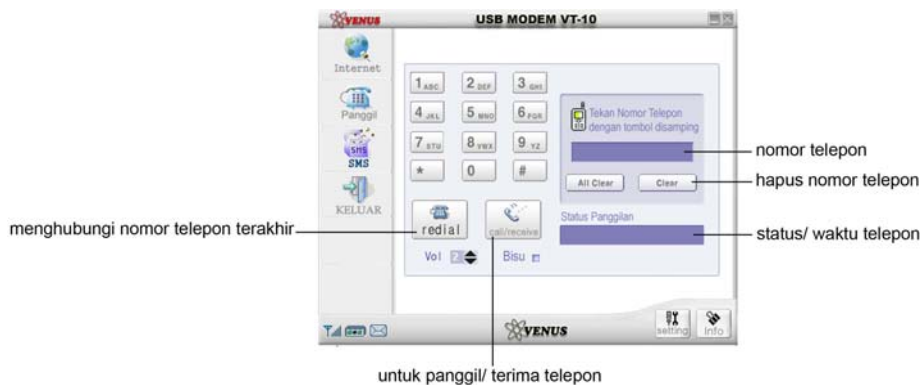 VENUS
USB MODEM VT-10
Internet
Panggil
SMS
SMS
KELUAR
1 ABC 2 DEF 3 GHI
4 JKL 5 MNO 6 PQR
7 STU 8 VWX 9 YZ
* 0 #
redial
call/receive
Vol 2 Bisu
Tekan Nomor Telepon
dengan tombol disamping
All Clear Clear
Status Panggilan
nomor telepon
hapus nomor telepon
status/ waktu telepon
menghubungi nomor telepon terakhir
VENUS
setting Info
untuk panggil/ terima telepon